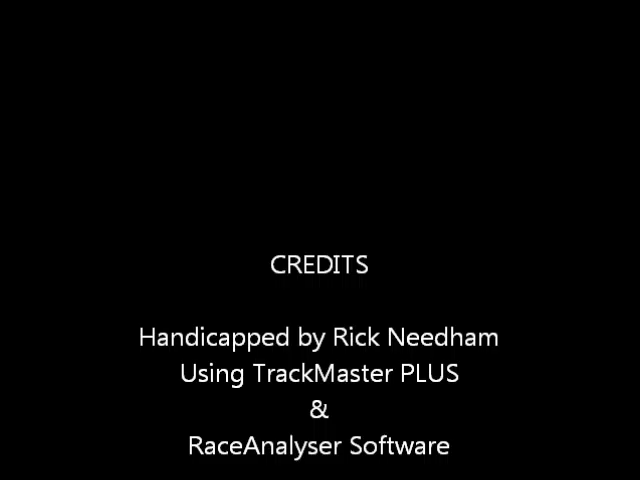 CREDITS
Handicapped by Rick Needham
Using TrackMaster PLUS
&
RaceAnalyser Software